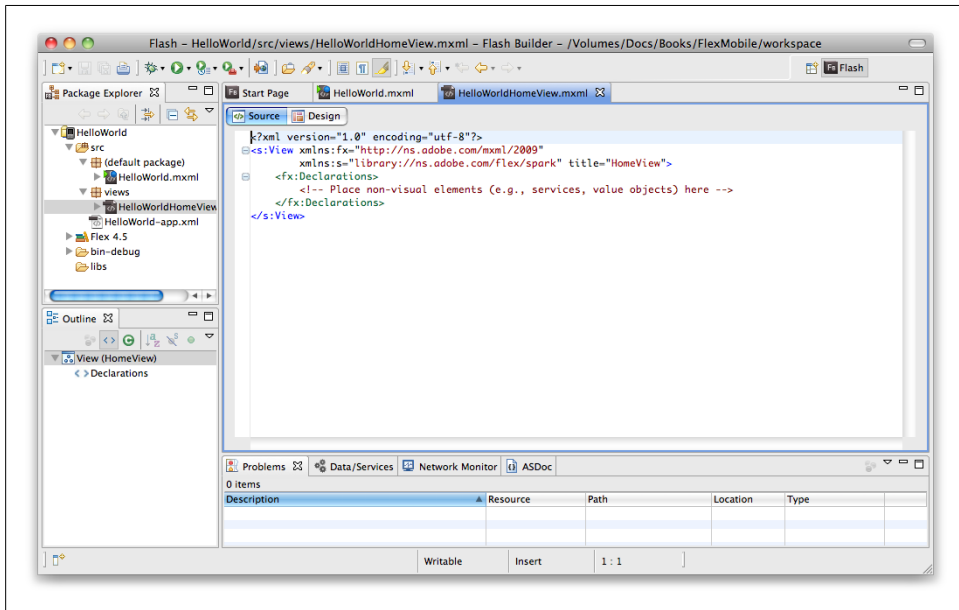 Flash – HelloWorld/src/views/HelloWorldHomeView.mxml – Flash Builder – /Volumes/Docs/Books/FlexMobile/workspace
Fs Flash
Package Explorer
HelloWorld
src
(default package)
HelloWorld.mxml
views
HelloWorldHomeView
HelloWorld-app.xml
Flex 4.5
bin-debug
libs
Fs Start Page
HelloWorld.mxml
HelloWorldHomeView.mxml
Source
Design
<?xml version="1.0" encoding="utf-8"?>
<s:View xmlns:fx="http://ns.adobe.com/mxml/2009"
xmlns:s="library://ns.adobe.com/flex/spark" title="HomeView">
<fx:Declarations>
<!-- Place non-visual elements (e.g., services, value objects) here -->
</fx:Declarations>
</s:View>
Outline
View (HomeView)
Declarations
Problems
Data/Services
Network Monitor
ASDoc
0 items
Description
Resource
Path
Location
Type
Writable
Insert
1 : 1